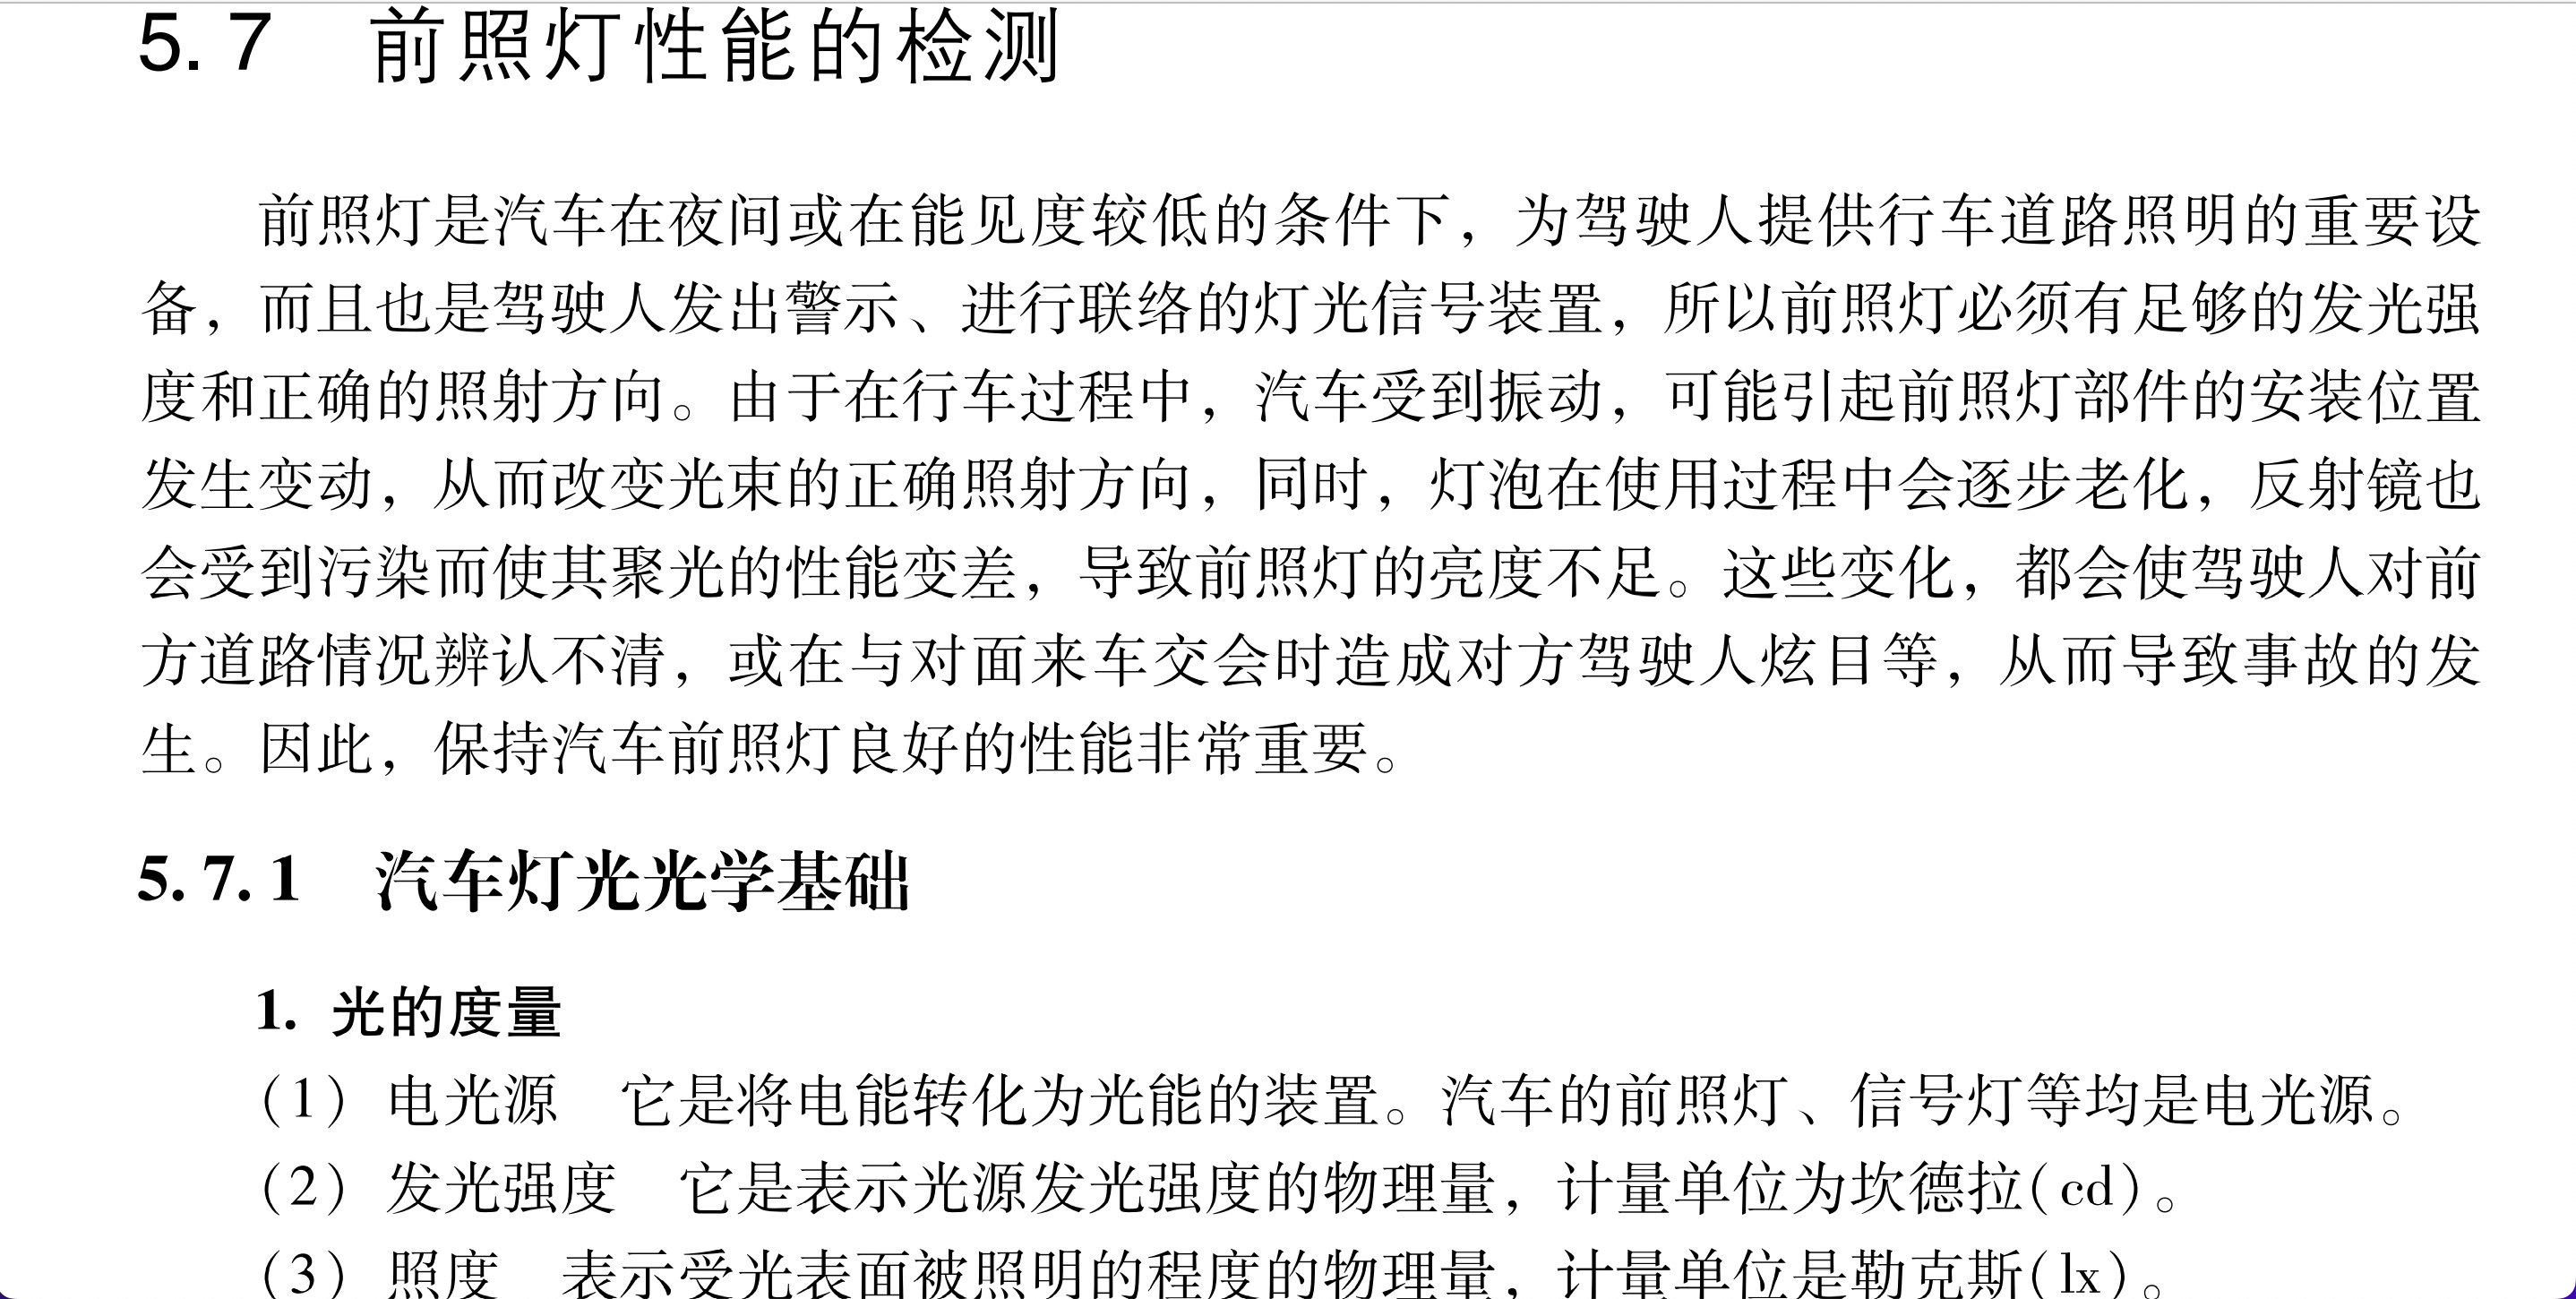 5.7 前照灯性能的检测
前照灯是汽车在夜间或在能见度较低的条件下，为驾驶人提供行车道路照明的重要设
备，而且也是驾驶人发出警示、进行联络的灯光信号装置，所以前照灯必须有足够的发光强
度和正确的照射方向。由于在行车过程中，汽车受到振动，可能引起前照灯部件的安装位置
发生变动，从而改变光束的正确照射方向，同时，灯泡在使用过程中会逐步老化，反射镜也
会受到污染而使其聚光的性能变差，导致前照灯的亮度不足。这些变化，都会使驾驶人对前
方道路情况辨认不清，或在与对面来车交会时造成对方驾驶人炫目等，从而导致事故的发
生。因此，保持汽车前照灯良好的性能非常重要。
5.7.1 汽车灯光光学基础
1. 光的度量
（1） 电光源 它是将电能转化为光能的装置。汽车的前照灯、信号灯等均是电光源。
（2） 发光强度 它是表示光源发光强度的物理量，计量单位为坎德拉(cd)。
（3） 照度 表示受光表面被照明的程度的物理量，计量单位是勒克斯(lx)。